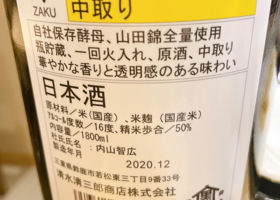 ZAKU
中取り
自社保存酵母、山田錦全量使用
瓶貯蔵、一回火入れ、原酒、中取り
華やかな香りと透明感のある味わい
日本酒
原材料／米(国産)、米麹(国産米)
アルコール度数／16度、精米歩合／50%
内容量／1800ml
杜氏氏名：内山智広
製造年月
2020.12
三重県鈴鹿市若松東三丁目9番33号
清水清三郎商店株式会社